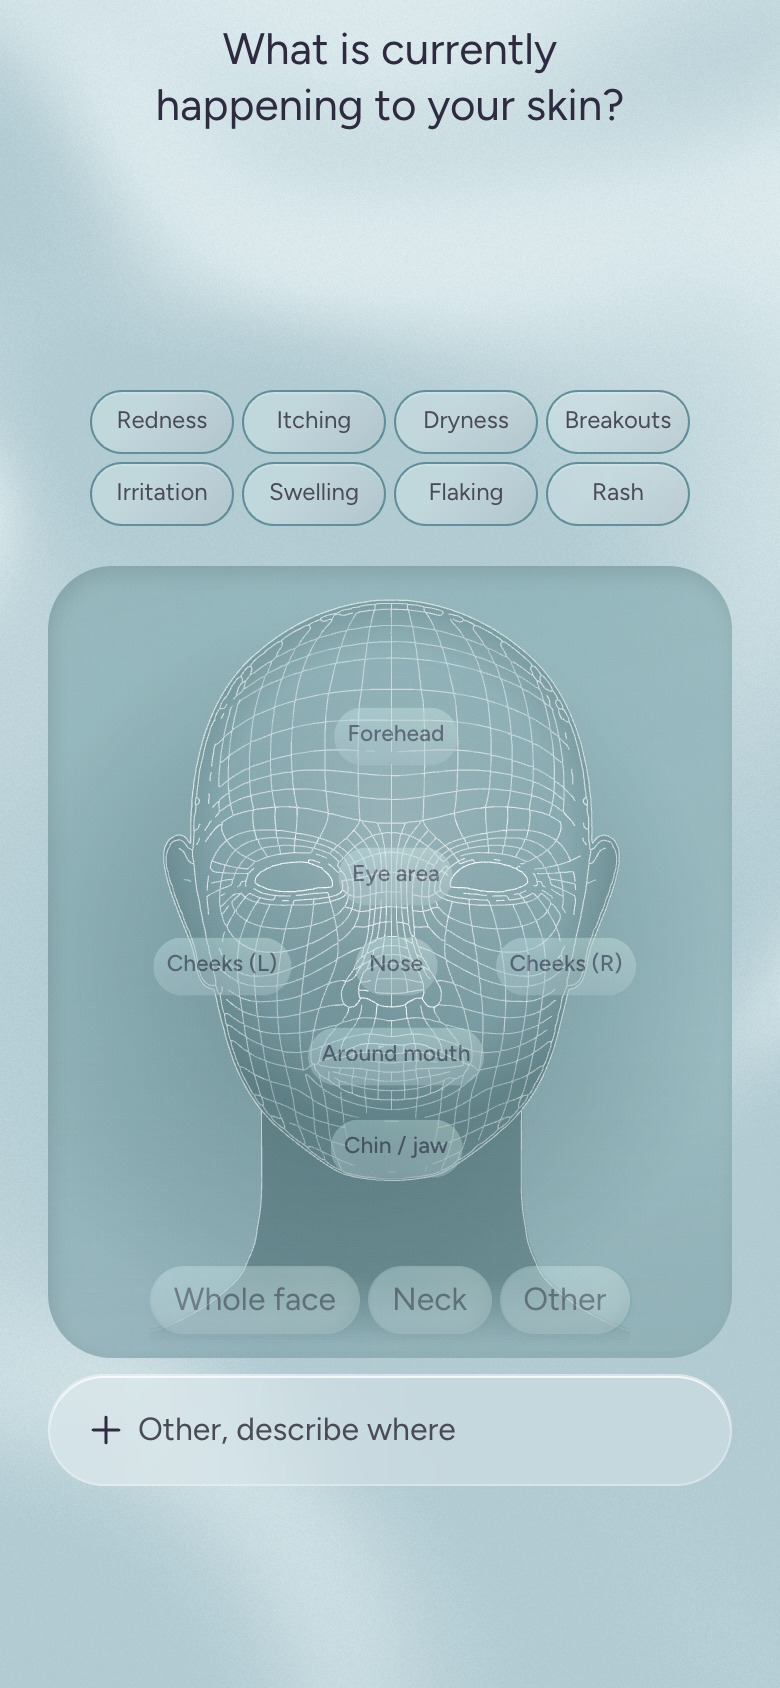 What is currently
happening to your skin?
Redness Itching Dryness Breakouts
Irritation Swelling Flaking Rash
Forehead
Eye area
Cheeks (L) Nose Cheeks (R)
Around mouth
Chin / jaw
Whole face Neck Other
+ Other, describe where